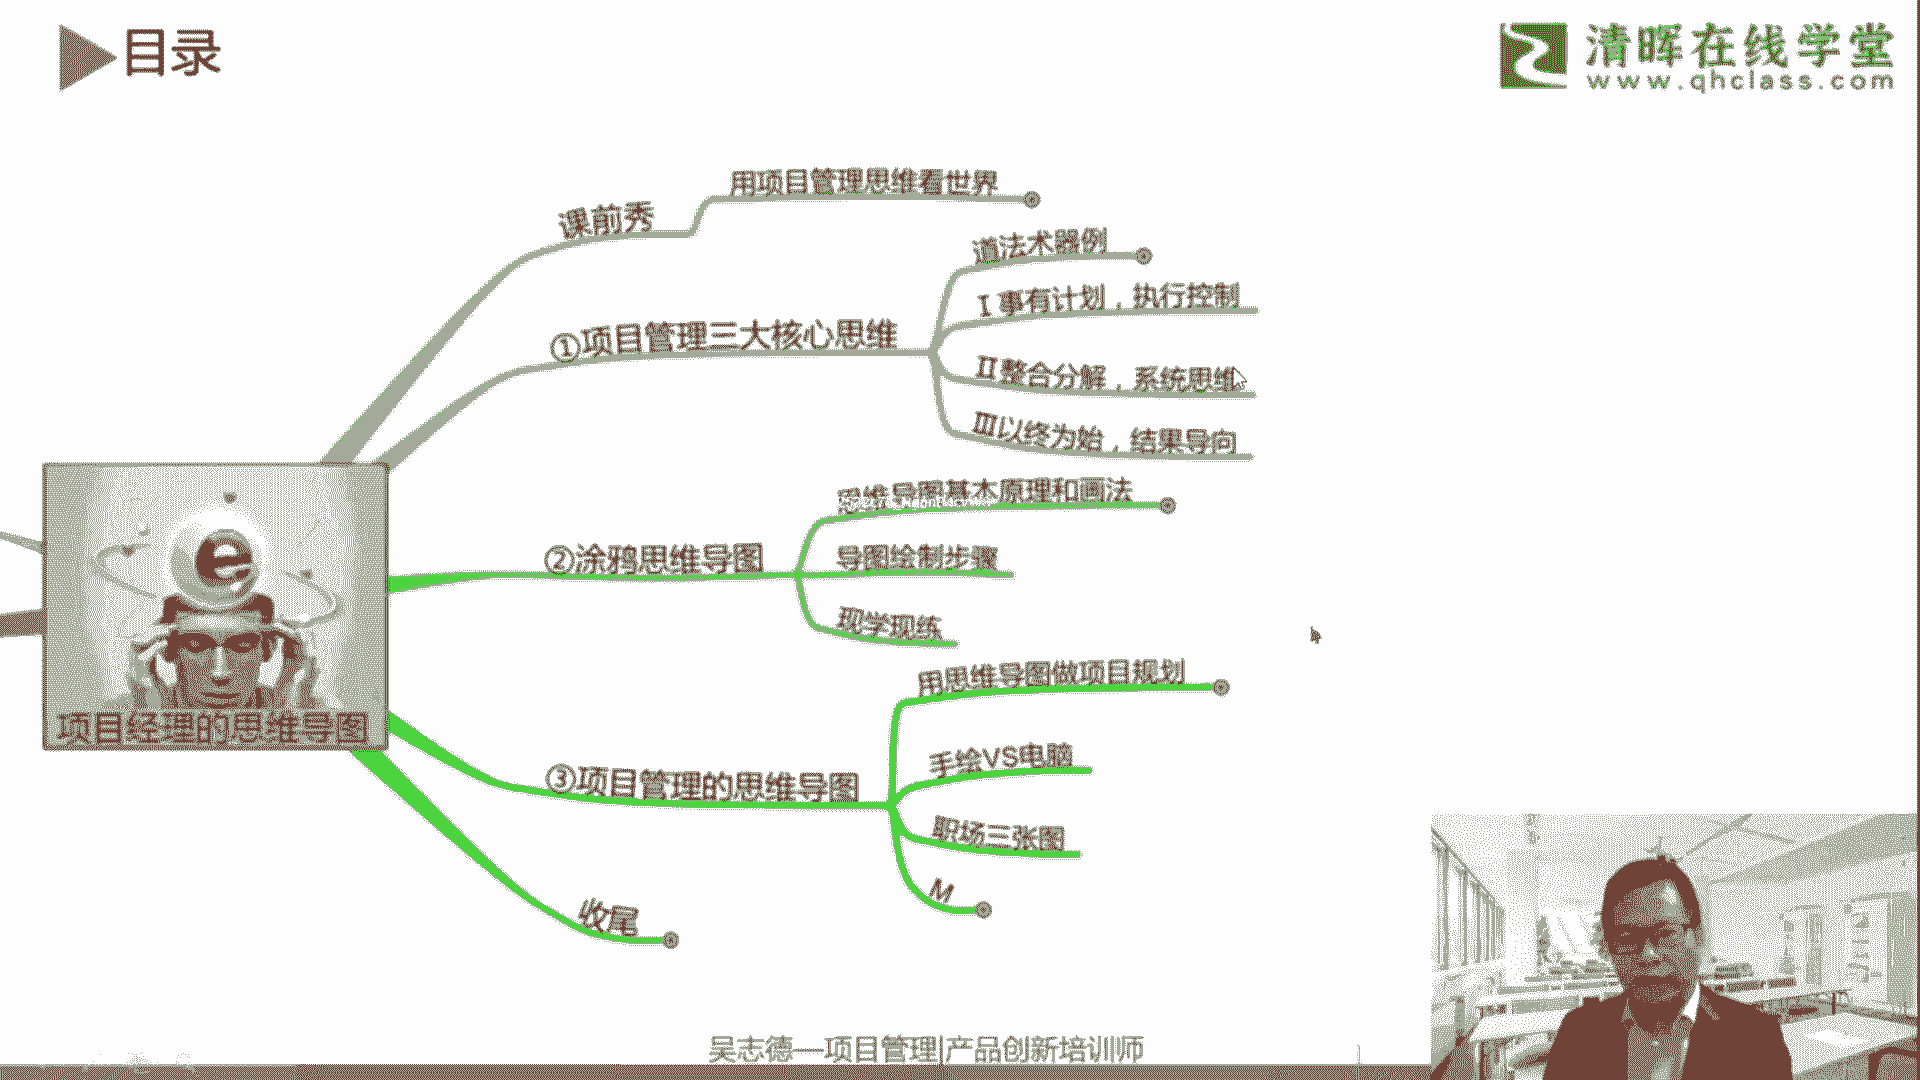 目录
清晖在线学堂
www.qhclass.com
用项目管理思维看世界
课前秀
道法术器例
Ⅰ事有计划，执行控制
①项目管理三大核心思维
Ⅱ整合分解，系统思维
Ⅲ以终为始，结果导向
思维导图基本原理和画法
②涂鸦思维导图
导图绘制步骤
现学现练
用思维导图做项目规划
项目经理的思维导图
手绘VS电脑
③项目管理的思维导图
职场三张图
M
收尾
吴志德—项目管理|产品创新培训师